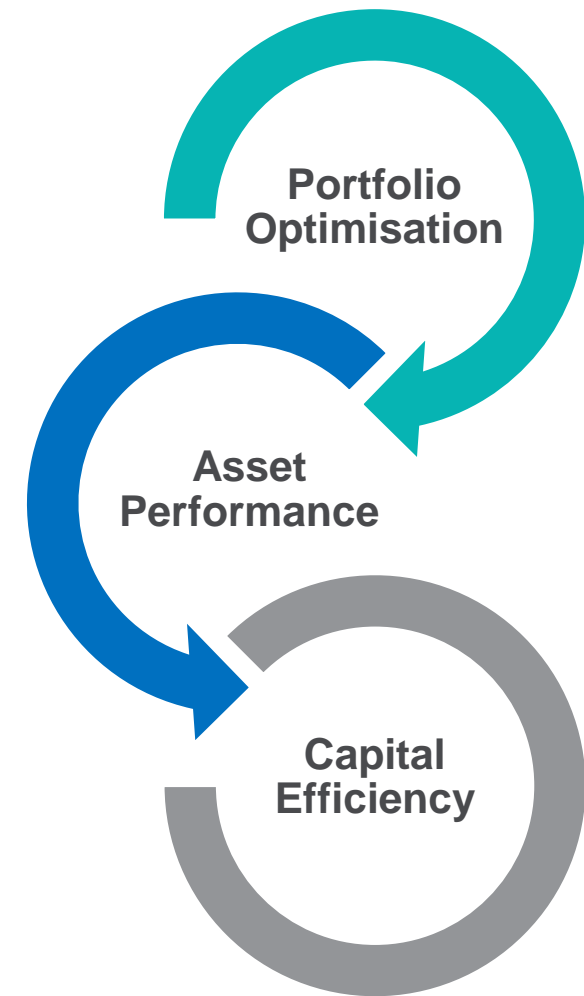 Portfolio
Optimisation
Asset
Performance
Capital
Efficiency